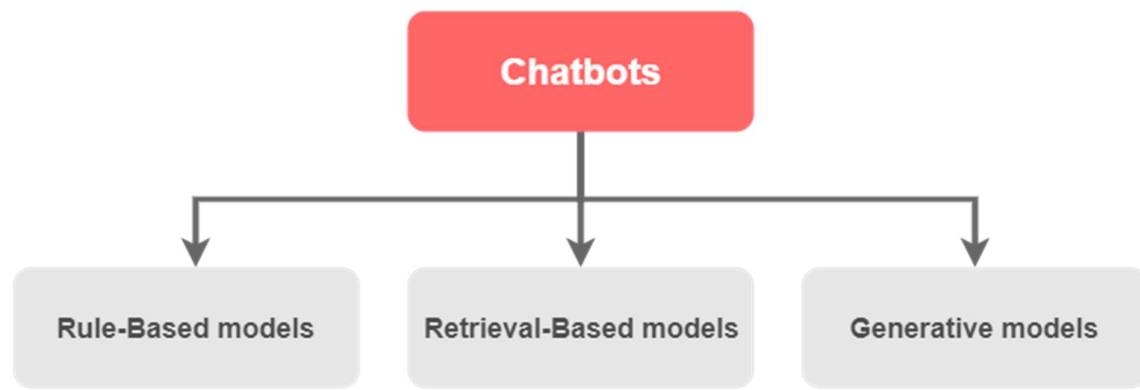 Chatbots
Rule-Based models
Retrieval-Based models
Generative models